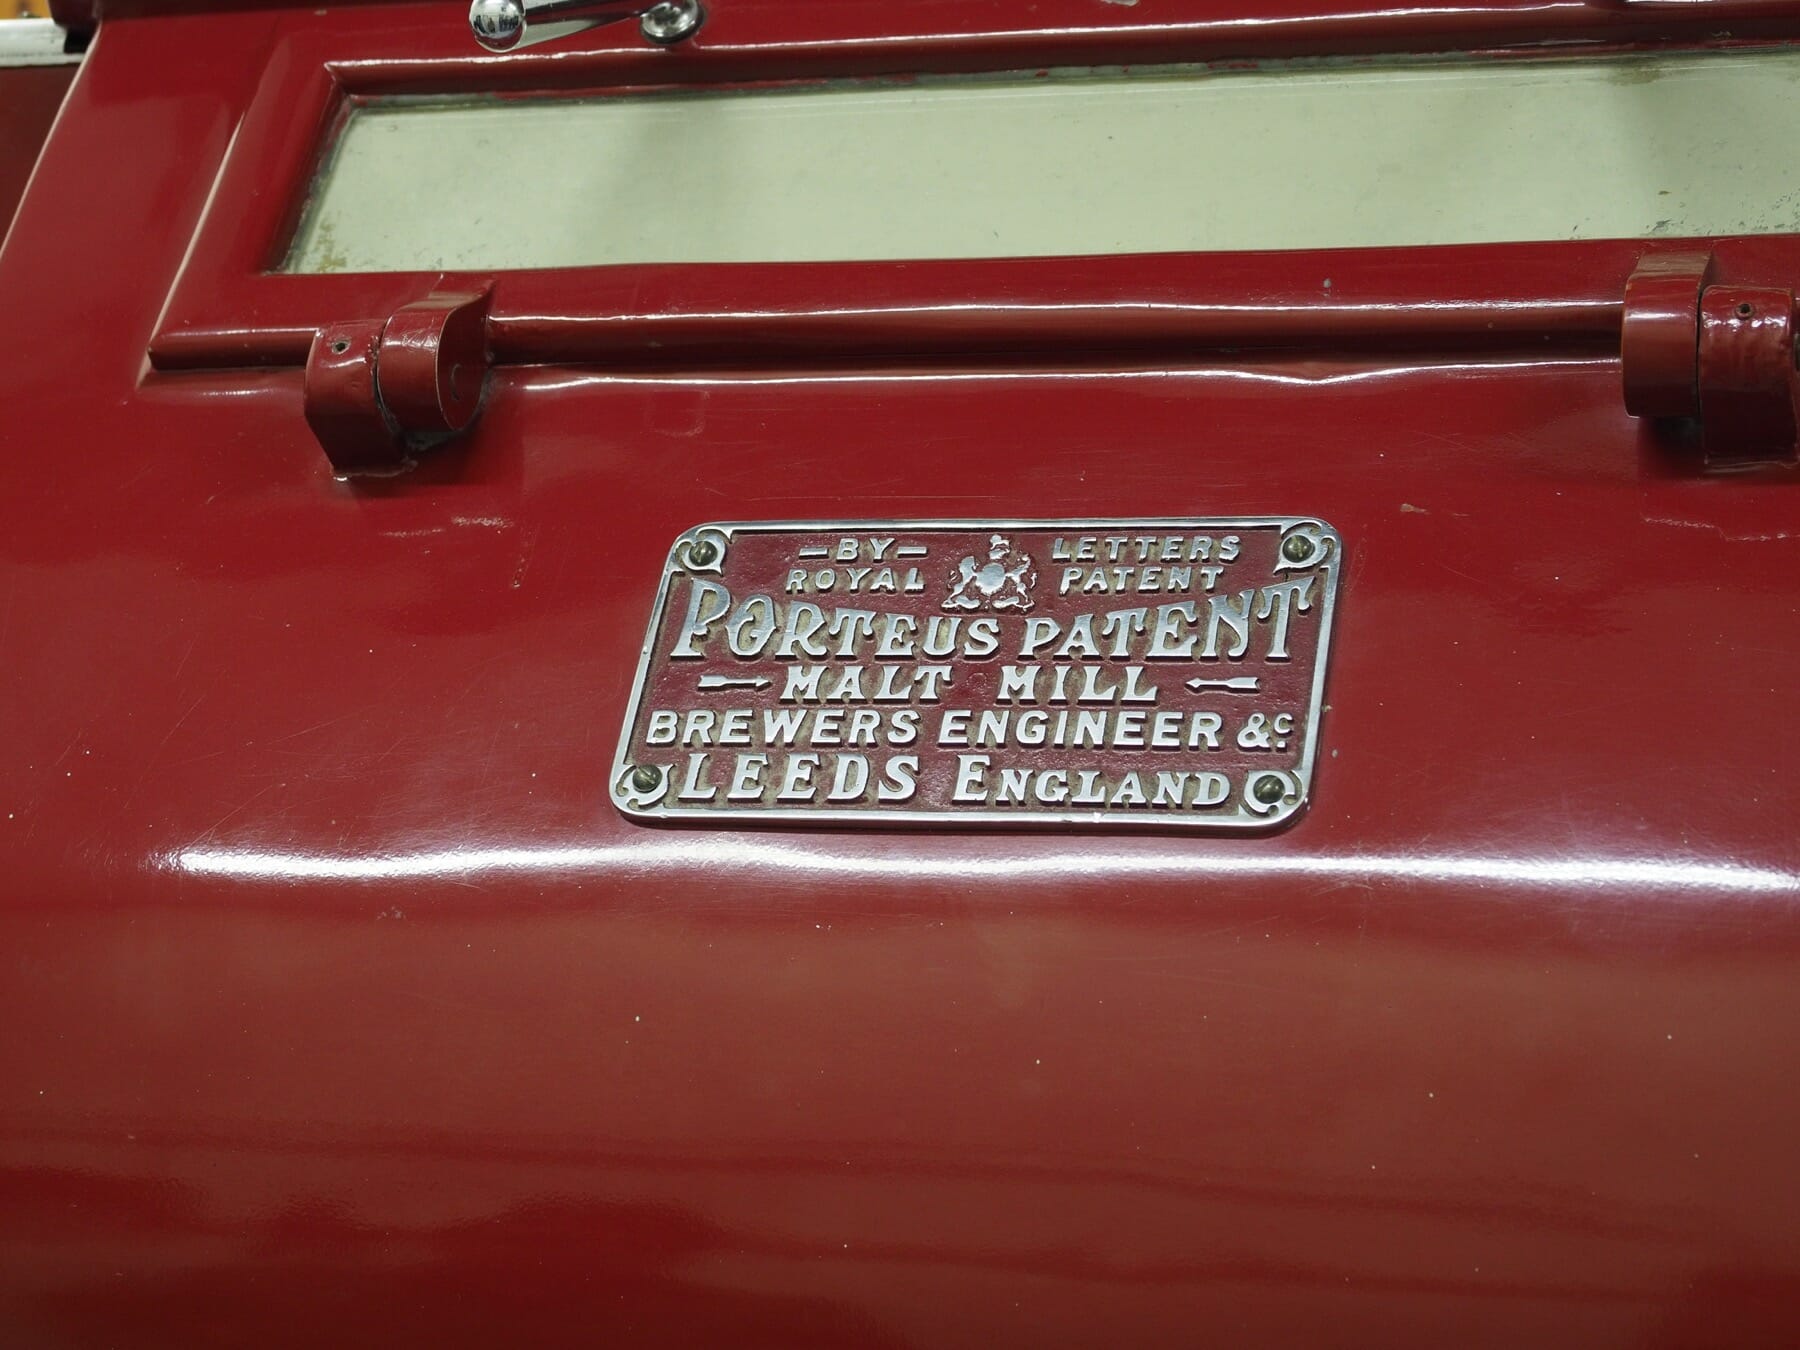 —BY— LETTERS
ROYAL PATENT
PORTEUS PATENT
MALT MILL
BREWERS ENGINEER &c.
LEEDS ENGLAND